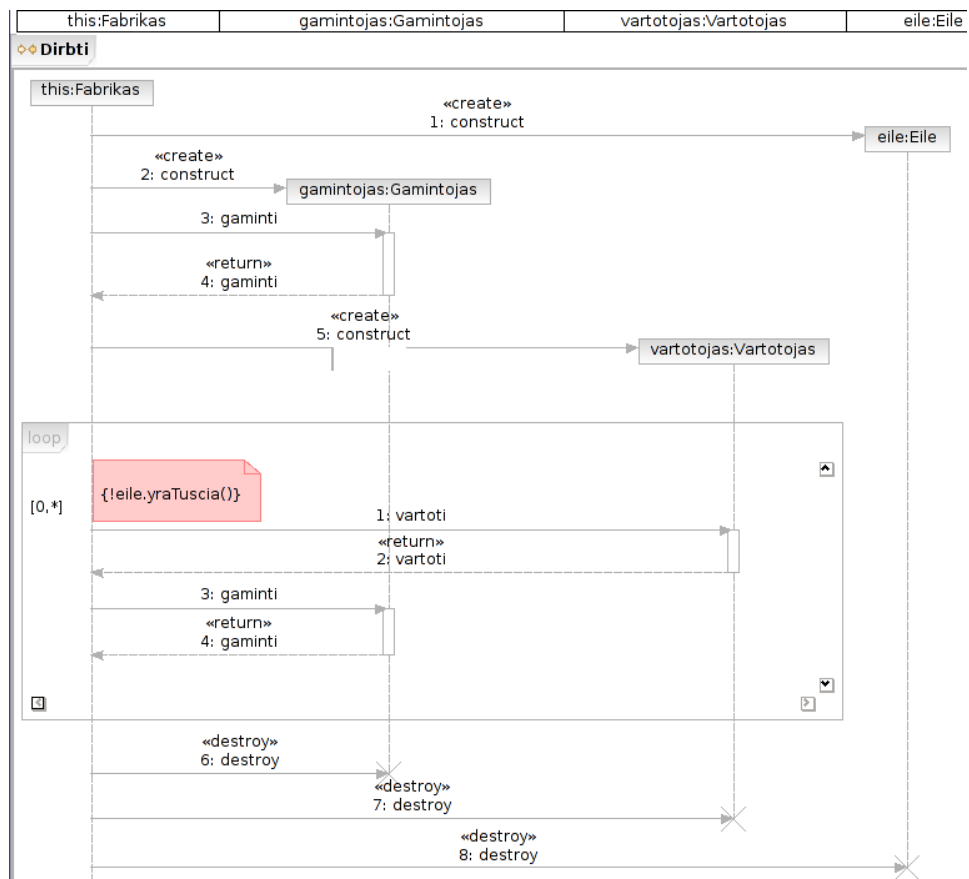 this:Fabrikas
gamintojas:Gamintojas
vartotojas:Vartotojas
eile:Eile
Dirbti
this:Fabrikas
«create»
1: construct
eile:Eile
«create»
2: construct
gamintojas:Gamintojas
3: gaminti
«return»
4: gaminti
«create»
5: construct
vartotojas:Vartotojas
loop
{!eile.yraTuscia()}
[0,*]
1: vartoti
«return»
2: vartoti
3: gaminti
«return»
4: gaminti
«destroy»
6: destroy
«destroy»
7: destroy
«destroy»
8: destroy